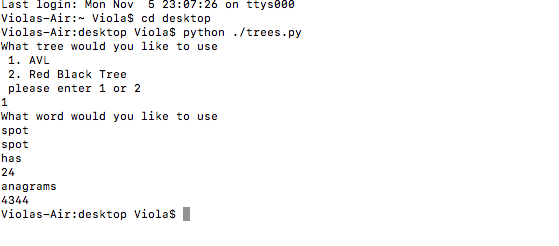 Last login: Mon Nov  5 23:07:26 on ttys000
Violas-Air:~ Viola$ cd desktop
Violas-Air:desktop Viola$ python ./trees.py
What tree would you like to use
 1. AVL
 2. Red Black Tree
 please enter 1 or 2
1
What word would you like to use
spot
spot
has
24
anagrams
4344
Violas-Air:desktop Viola$